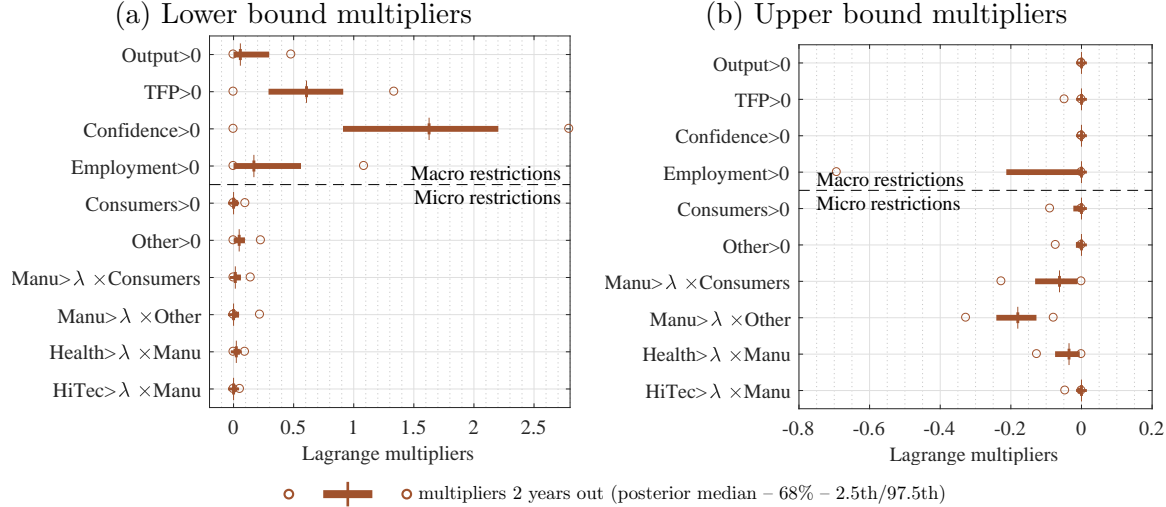 (a) Lower bound multipliers
Output>0
TFP>0
Confidence>0
Employment>0
Macro restrictions
Micro restrictions
Consumers>0
Other>0
Manu>λ ×Consumers
Manu>λ ×Other
Health>λ ×Manu
HiTec>λ ×Manu
0 0.5 1 1.5 2 2.5
Lagrange multipliers
(b) Upper bound multipliers
Output>0
TFP>0
Confidence>0
Employment>0
Macro restrictions
Micro restrictions
Consumers>0
Other>0
Manu>λ ×Consumers
Manu>λ ×Other
Health>λ ×Manu
HiTec>λ ×Manu
-0.8 -0.6 -0.4 -0.2 0 0.2
Lagrange multipliers
multipliers 2 years out (posterior median – 68% – 2.5th/97.5th)